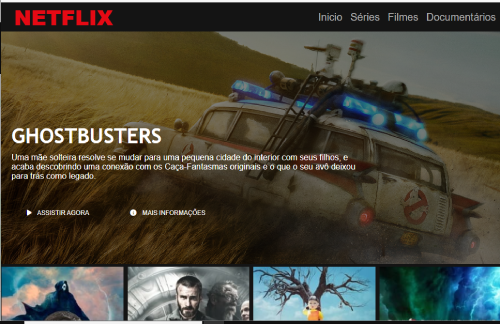 NETFLIX
Inicio Séries Filmes Documentários
GHOSTBUSTERS
Uma mãe solteira resolve se mudar para uma pequena cidade do interior com seus filhos, e
acaba descobrindo uma conexão com os Caça-Fantasmas originais e o que o seu avô deixou
para trás como legado.
ASSISTIR AGORA
MAIS INFORMAÇÕES